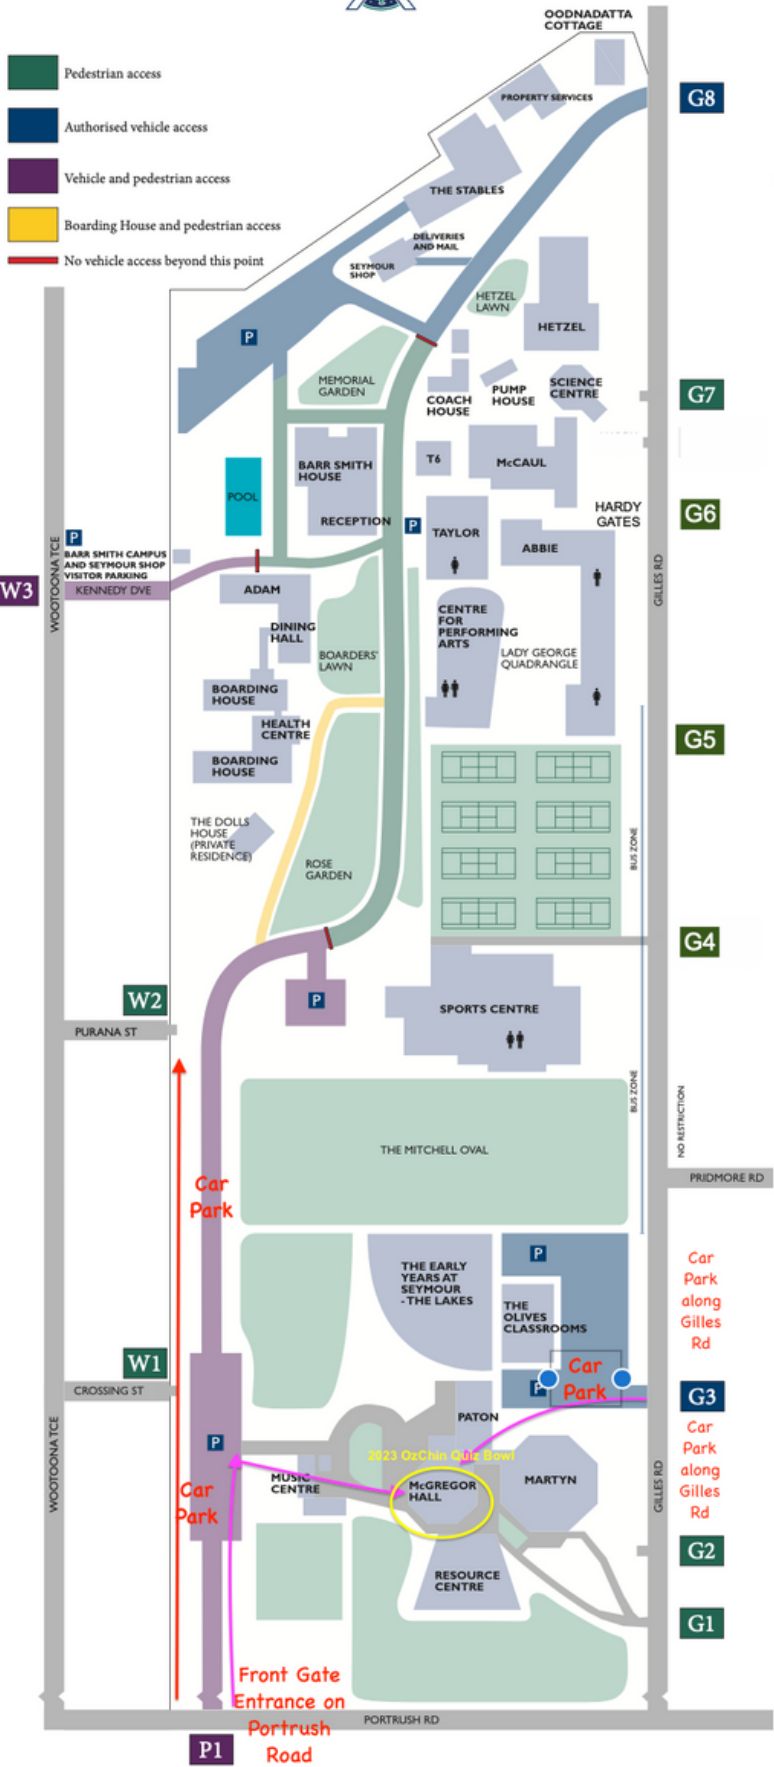 OODNADATTA
COTTAGE
Pedestrian access
Authorised vehicle access
Vehicle and pedestrian access
Boarding House and pedestrian access
No vehicle access beyond this point
G8
PROPERTY SERVICES
THE STABLES
DELIVERIES
AND MAIL
SEYMOUR
SHOP
HETZEL
LAWN
HETZEL
P
MEMORIAL
GARDEN
COACH
HOUSE
PUMP
HOUSE
SCIENCE
CENTRE
G7
BARR SMITH
HOUSE
T6
McCAUL
POOL
RECEPTION
P
TAYLOR
ABBIE
HARDY
GATES
G6
P
BARR SMITH CAMPUS
AND SEYMOUR SHOP
VISITOR PARKING
WOOTOONA TCE
GILLES RD
W3
KENNEDY DVE
ADAM
DINING
HALL
BOARDERS'
LAWN
CENTRE
FOR
PERFORMING
ARTS
LADY GEORGE
QUADRANGLE
BOARDING
HOUSE
HEALTH
CENTRE
BOARDING
HOUSE
G5
THE DOLLS
HOUSE
(PRIVATE
RESIDENCE)
ROSE
GARDEN
BUS ZONE
G4
W2
P
SPORTS CENTRE
PURANA ST
BUS ZONE
NO RESTRICTION
THE MITCHELL OVAL
PRIDMORE RD
Car
Park
P
THE EARLY
YEARS AT
SEYMOUR
- THE LAKES
THE
OLIVES
CLASSROOMS
Car
Park
along
Gilles
Rd
W1
CROSSING ST
P
Car
Park
G3
PATON
Car
Park
along
Gilles
Rd
P
2023 OzChin Quiz Bowl
WOOTOONA TCE
Car
Park
MUSIC
CENTRE
McGREGOR
HALL
MARTYN
GILLES RD
G2
RESOURCE
CENTRE
G1
Front Gate
Entrance on
Portrush
Road
PORTRUSH RD
P1